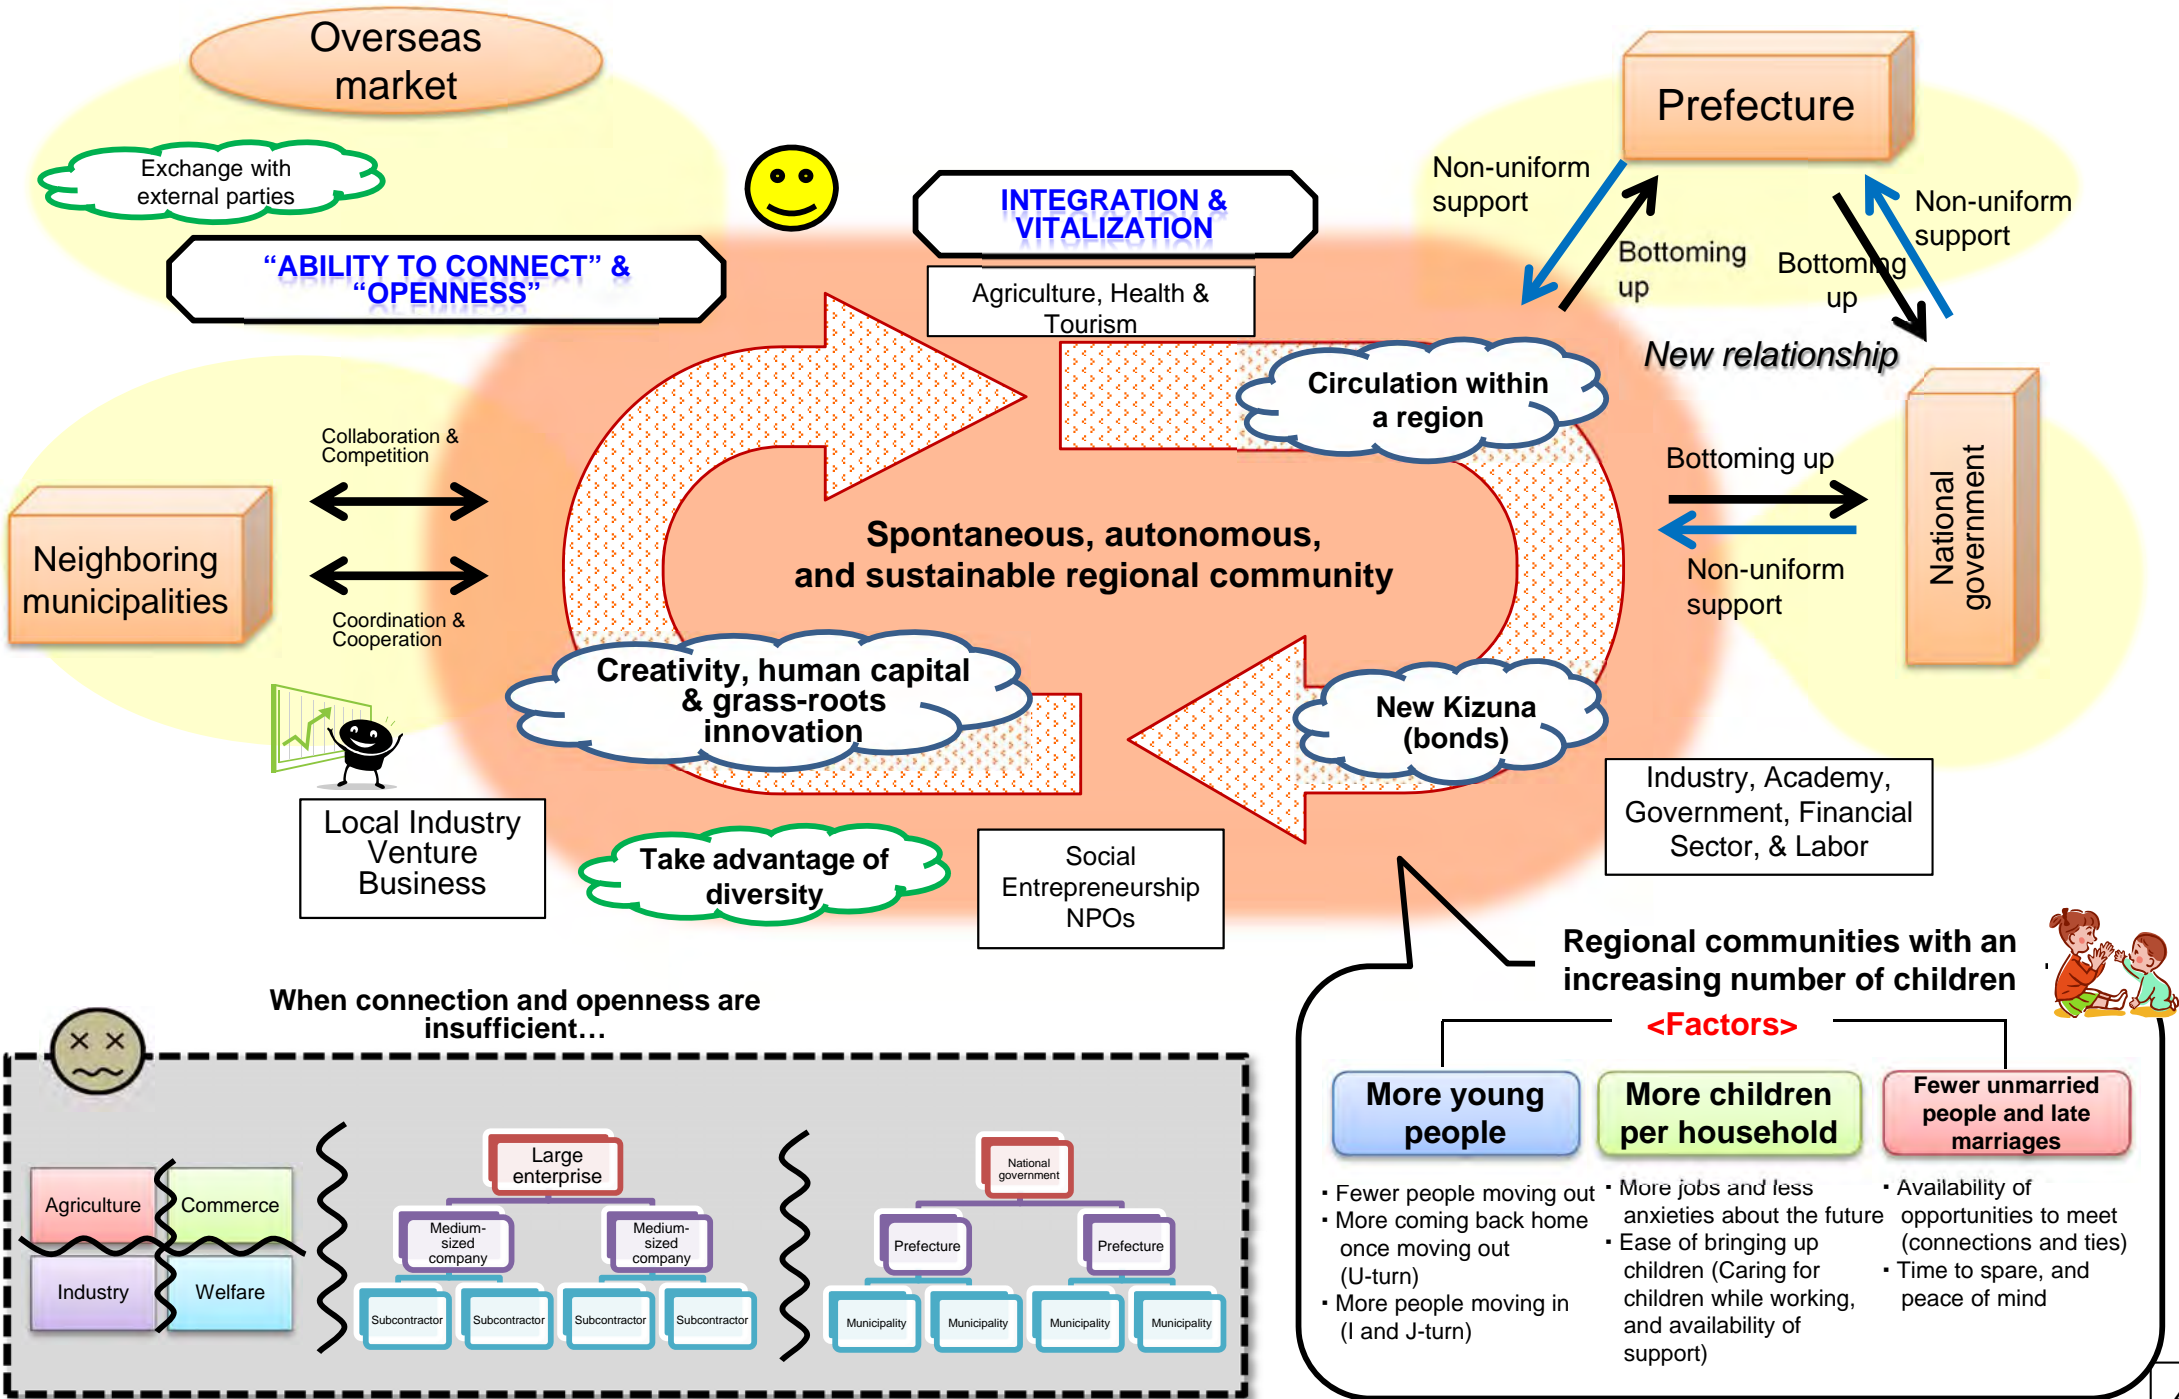 Overseas
market
Exchange with
external parties
“ABILITY TO CONNECT” &
“OPENNESS”
INTEGRATION &
VITALIZATION
Agriculture, Health &
Tourism
Prefecture
Non-uniform
support
Bottoming
up
Bottoming
up
Non-uniform
support
New relationship
Circulation within
a region
Collaboration &
Competition
Neighboring
municipalities
Coordination &
Cooperation
Spontaneous, autonomous,
and sustainable regional community
Bottoming up
Non-uniform
support
National
government
Creativity, human capital
& grass-roots
innovation
New Kizuna
(bonds)
Local Industry
Venture
Business
Take advantage of
diversity
Social
Entrepreneurship
NPOs
Industry, Academy,
Government, Financial
Sector, & Labor
When connection and openness are
insufficient…
Agriculture
Commerce
Industry
Welfare
Large
enterprise
Medium-
sized
company
Medium-
sized
company
Subcontractor
Subcontractor
Subcontractor
Subcontractor
National
government
Prefecture
Prefecture
Municipality
Municipality
Municipality
Municipality
Regional communities with an
increasing number of children
<Factors>
More young
people
・Fewer people moving out
・More coming back home
once moving out
(U-turn)
・More people moving in
(I and J-turn)
More children
per household
・More jobs and less
anxieties about the future
・Ease of bringing up
children (Caring for
children while working,
and availability of
support)
Fewer unmarried
people and late
marriages
・Availability of
opportunities to meet
(connections and ties)
・Time to spare, and
peace of mind